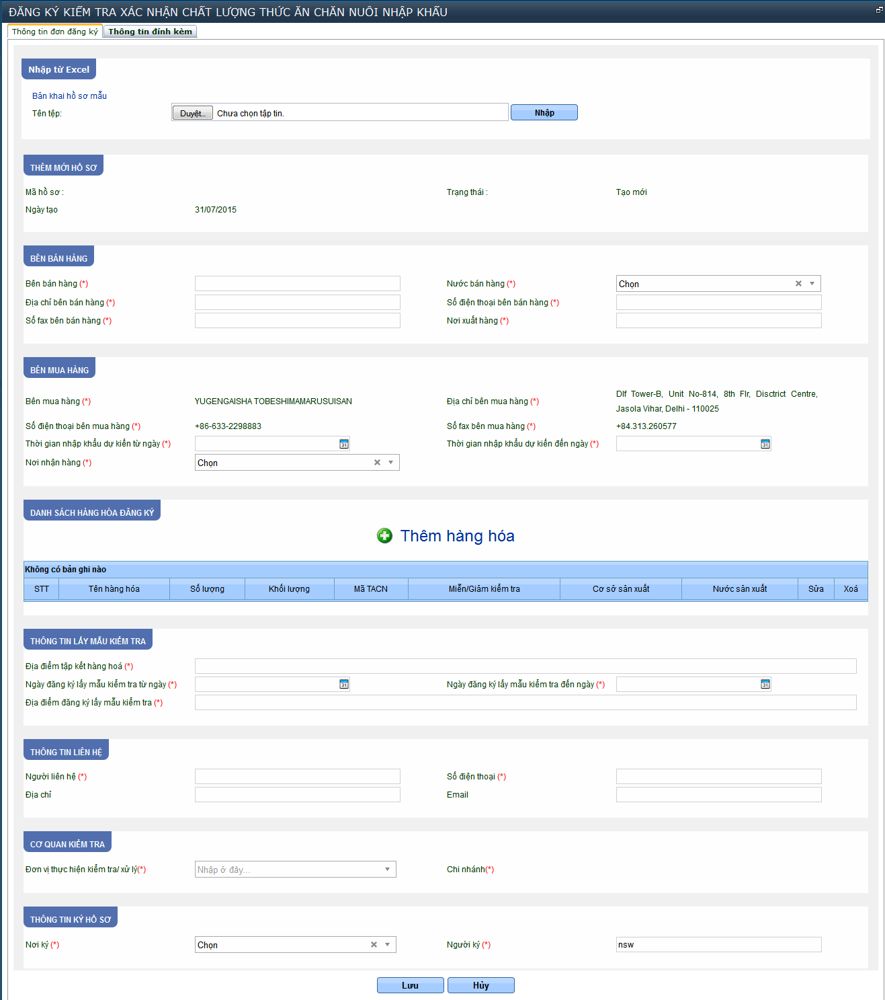 ĐĂNG KÝ KIỂM TRA XÁC NHẬN CHẤT LƯỢNG THỨC ĂN CHĂN NUÔI NHẬP KHẨU
Thông tin đơn đăng ký Thông tin đính kèm
Nhập từ Excel
Bản khai hồ sơ mẫu
Tên tệp: Duyệt... Chưa chọn tập tin. Nhập
THÊM MỚI HỒ SƠ
Mã hồ sơ : Trạng thái : Tạo mới
Ngày tạo 31/07/2015
BÊN BÁN HÀNG
Bên bán hàng (*) Nước bán hàng (*) Chọn
Địa chỉ bên bán hàng (*) Số điện thoại bên bán hàng (*)
Số fax bên bán hàng (*) Nơi xuất hàng (*)
BÊN MUA HÀNG
Bên mua hàng (*) YUGENGAISHA TOBESHIMAMARUSUISAN Địa chỉ bên mua hàng (*) Dlf Tower-B, Unit No-814, 8th Flr, Disctrict Centre,
Jasola Vihar, Delhi - 110025
Số điện thoại bên mua hàng (*) +86-633-2298883 Số fax bên mua hàng (*) +84.313.260577
Thời gian nhập khẩu dự kiến từ ngày (*) 31 Thời gian nhập khẩu dự kiến đến ngày (*) 31
Nơi nhận hàng (*) Chọn
DANH SÁCH HÀNG HÓA ĐĂNG KÝ
Thêm hàng hóa
Không có bản ghi nào
STT Tên hàng hóa Số lượng Khối lượng Mã TACN Miễn/Giảm kiểm tra Cơ sở sản xuất Nước sản xuất Sửa Xoá
THÔNG TIN LẤY MẪU KIỂM TRA
Địa điểm tập kết hàng hoá (*)
Ngày đăng ký lấy mẫu kiểm tra từ ngày (*) 31 Ngày đăng ký lấy mẫu kiểm tra đến ngày (*) 31
Địa điểm đăng ký lấy mẫu kiểm tra (*)
THÔNG TIN LIÊN HỆ
Người liên hệ (*) Số điện thoại (*)
Địa chỉ Email
CƠ QUAN KIỂM TRA
Đơn vị thực hiện kiểm tra/ xử lý(*) Nhập ở đây... Chi nhánh(*)
THÔNG TIN KÝ HỒ SƠ
Nơi ký (*) Chọn Người ký (*) nsw
Lưu Hủy